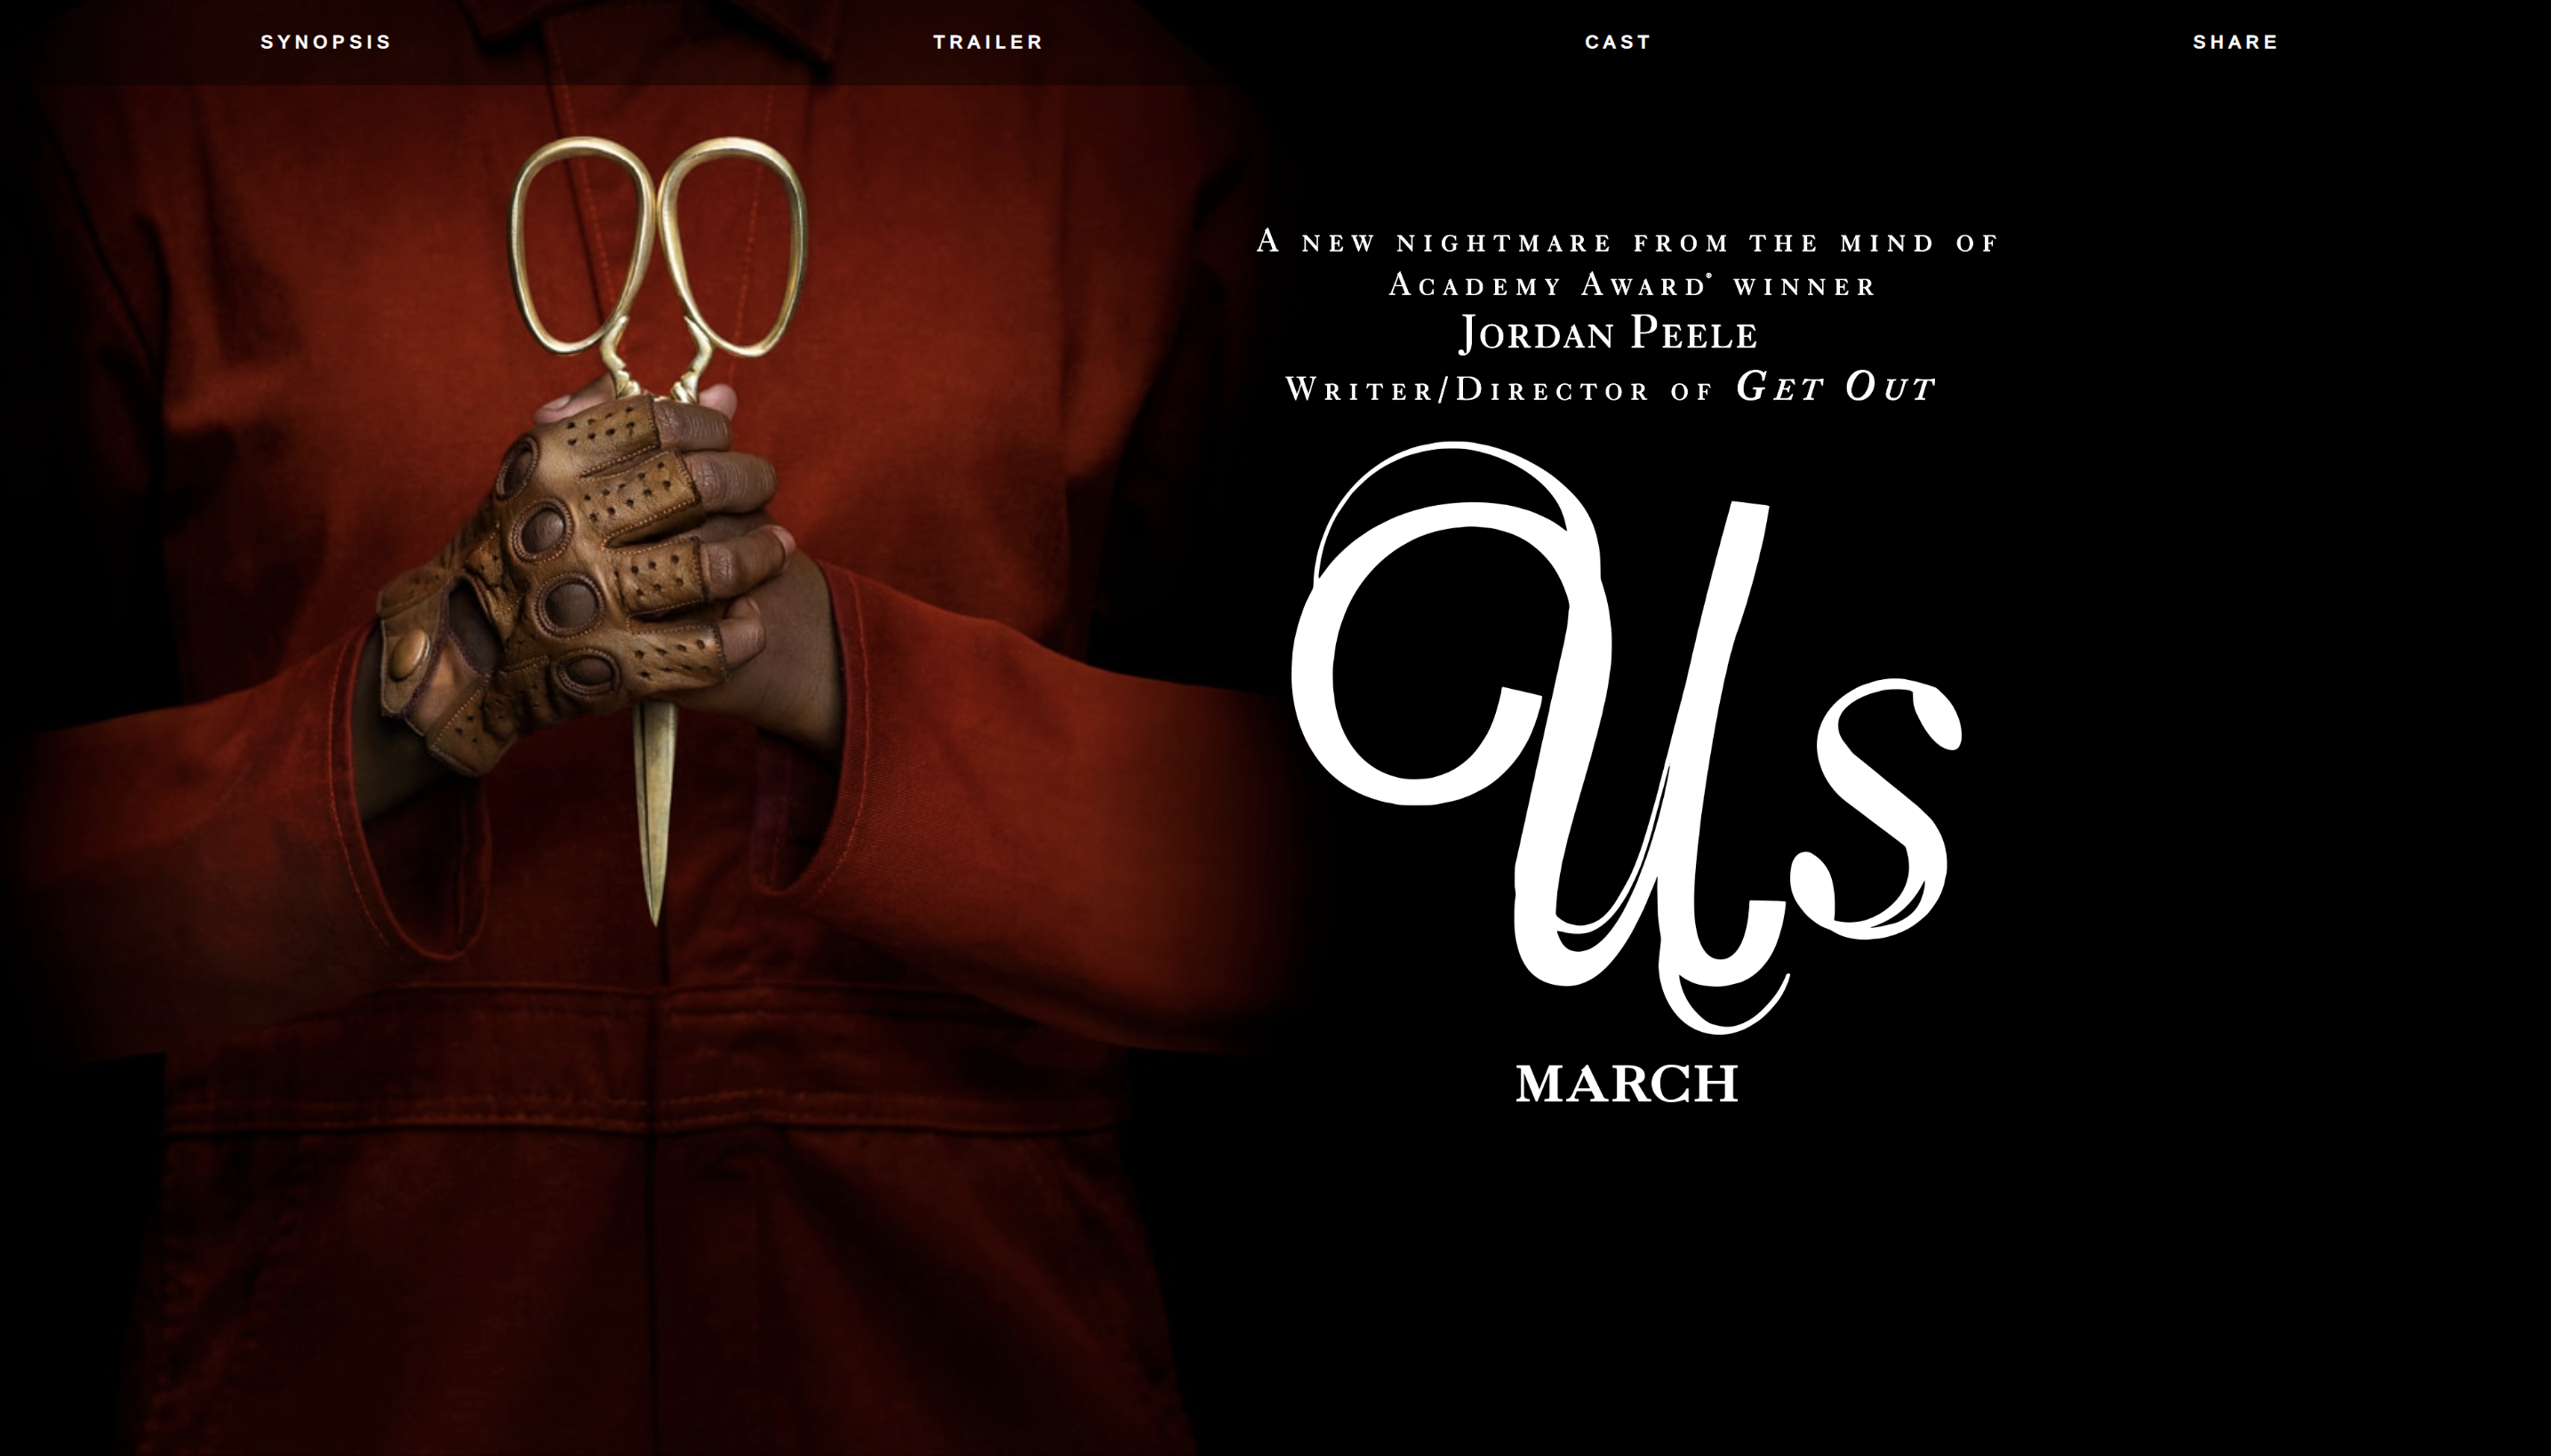 SYNOPSIS TRAILER CAST SHARE
A NEW NIGHTMARE FROM THE MIND OF
ACADEMY AWARD® WINNER
JORDAN PEELE
WRITER/DIRECTOR OF GET OUT
Us
MARCH